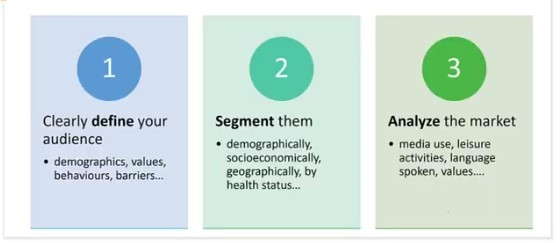 1
Clearly define your
audience
• demographics, values,
behaviours, barriers...
2
Segment them
• demographically,
socioeconomically,
geographically, by
health status...
3
Analyze the market
• media use, leisure
activities, language
spoken, values....